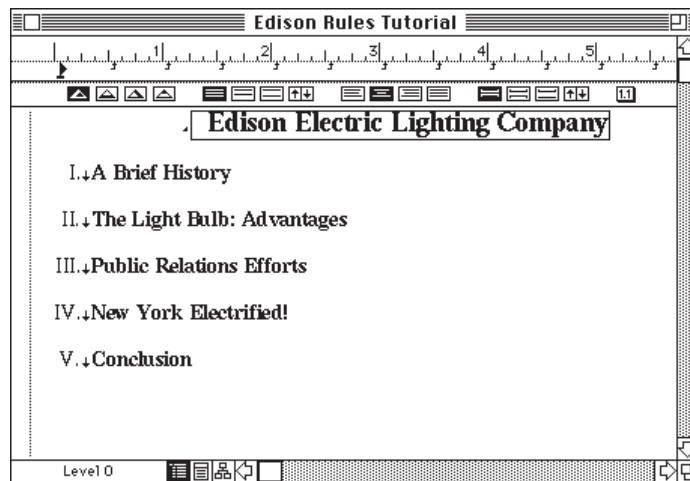 Edison Rules Tutorial
1 2 3 4 5
1.1
Edison Electric Lighting Company
I. A Brief History
II. The Light Bulb: Advantages
III. Public Relations Efforts
IV. New York Electrified!
V. Conclusion
Level 0